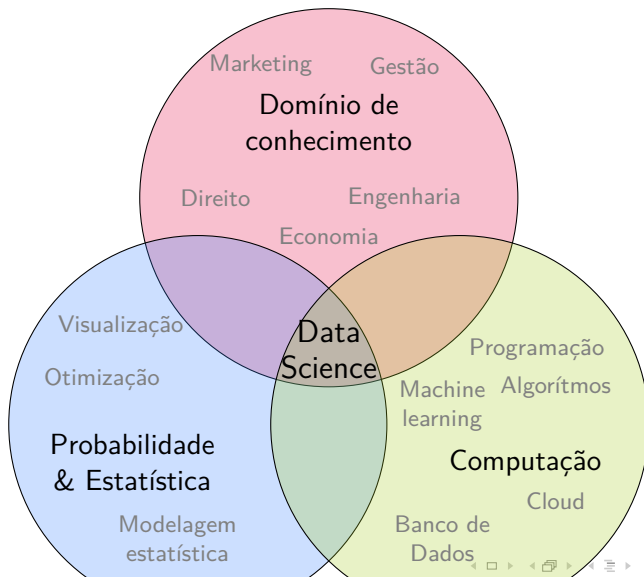 Marketing
Gestão
Domínio de
conhecimento
Direito
Engenharia
Economia
Visualização
Otimização
Probabilidade
& Estatística
Modelagem
estatística
Data
Science
Programação
Algorítmos
Machine
learning
Computação
Cloud
Banco de
Dados